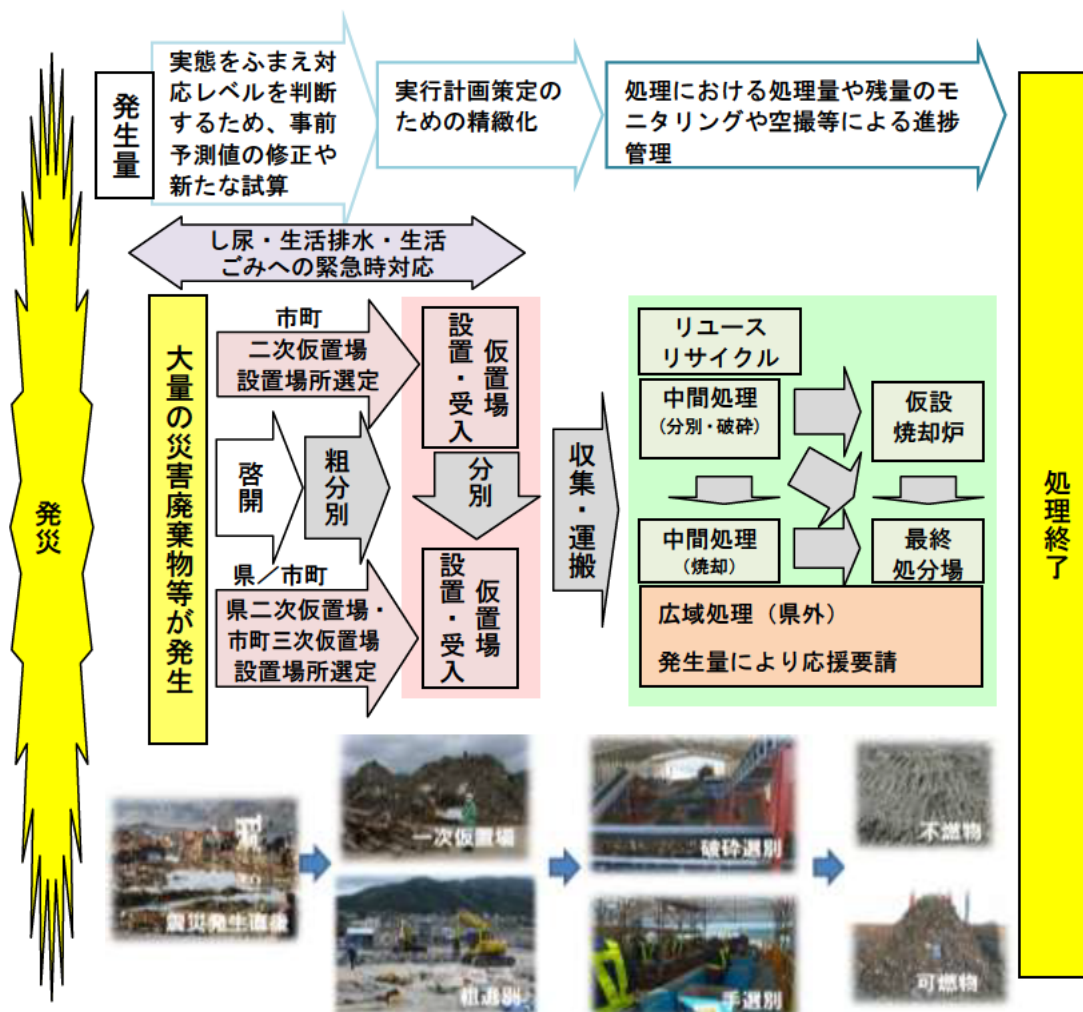 発生量
実態をふまえ対
応レベルを判断
するため、事前
予測値の修正や
新たな試算
実行計画策定の
ための精緻化
処理における処理量や残量のモ
ニタリングや空撮等による進捗
管理
し尿・生活排水・生活
ごみへの緊急時対応
発災
大量の災害廃棄物等が発生
市町
二次仮置場
設置場所選定
啓開
粗分別
県／市町
県二次仮置場・
市町三次仮置場
設置場所選定
仮置場
設置・受入
分別
仮置場
設置・受入
収集・運搬
リユース
リサイクル
中間処理
(分別・破砕)
仮設
焼却炉
中間処理
(焼却)
最終
処分場
広域処理（県外）
発生量により応援要請
処理終了
震災発生直後
一次仮置場
粗選別
破砕選別
手選別
不燃物
可燃物